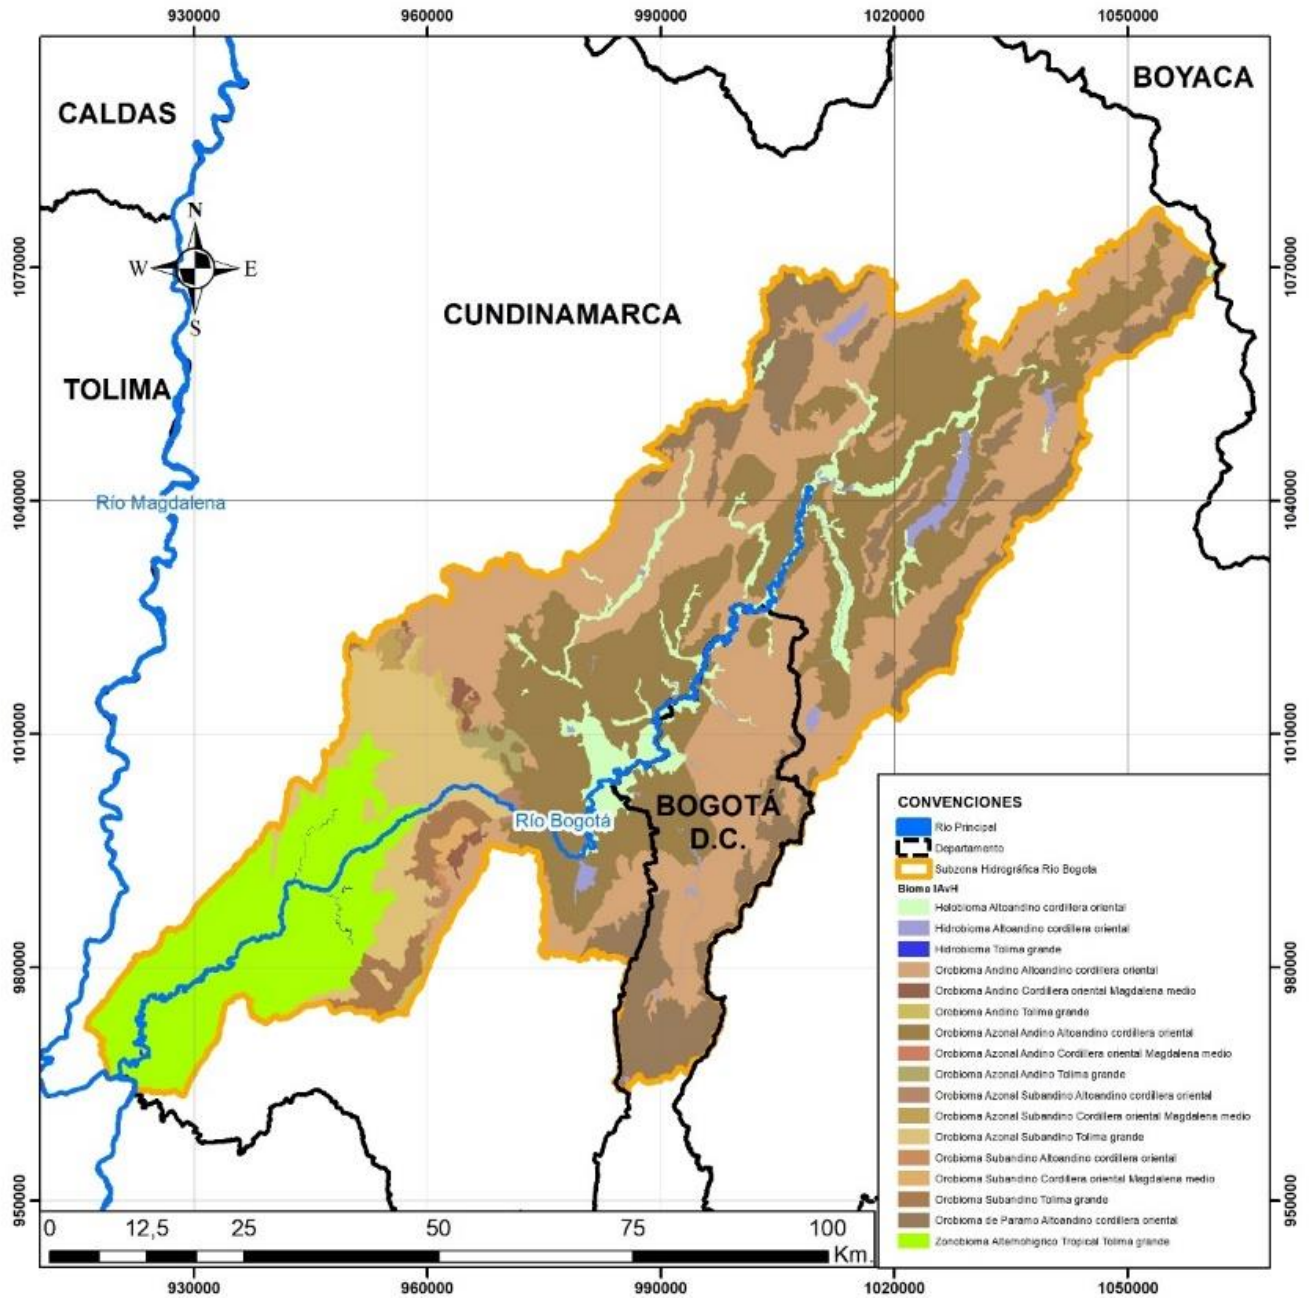 930000 960000 990000 1020000 1050000
BOYACA
CALDAS
N
W E
S
1070000 1070000
CUNDINAMARCA
TOLIMA
Río Magdalena
1040000 1040000
1010000 1010000
BOGOTÁ
D.C.
Río Bogotá
CONVENCIONES
Rio Principal
Departamento
Subzona Hidrográfica Rio Bogota
Bioma IAvH
Helobioma Altoandino cordillera oriental
Hidrobioma Altoandino cordillera oriental
Hidrobioma Tolima grande
Orobioma Andino Altoandino cordillera oriental
Orobioma Andino Cordillera oriental Magdalena medio
Orobioma Andino Tolima grande
Orobioma Azonal Andino Altoandino cordillera oriental
Orobioma Azonal Andino Cordillera oriental Magdalena medio
Orobioma Azonal Andino Tolima grande
Orobioma Azonal Subandino Altoandino cordillera oriental
Orobioma Azonal Subandino Cordillera oriental Magdalena medio
Orobioma Azonal Subandino Tolima grande
Orobioma Subandino Altoandino cordillera oriental
Orobioma Subandino Cordillera oriental Magdalena medio
Orobioma Subandino Tolima grande
Orobioma de Paramo Altoandino cordillera oriental
Zonobioma Alternohigrico Tropical Tolima grande
980000 980000
950000 950000
0 12,5 25 50 75 100
Km.
930000 960000 990000 1020000 1050000